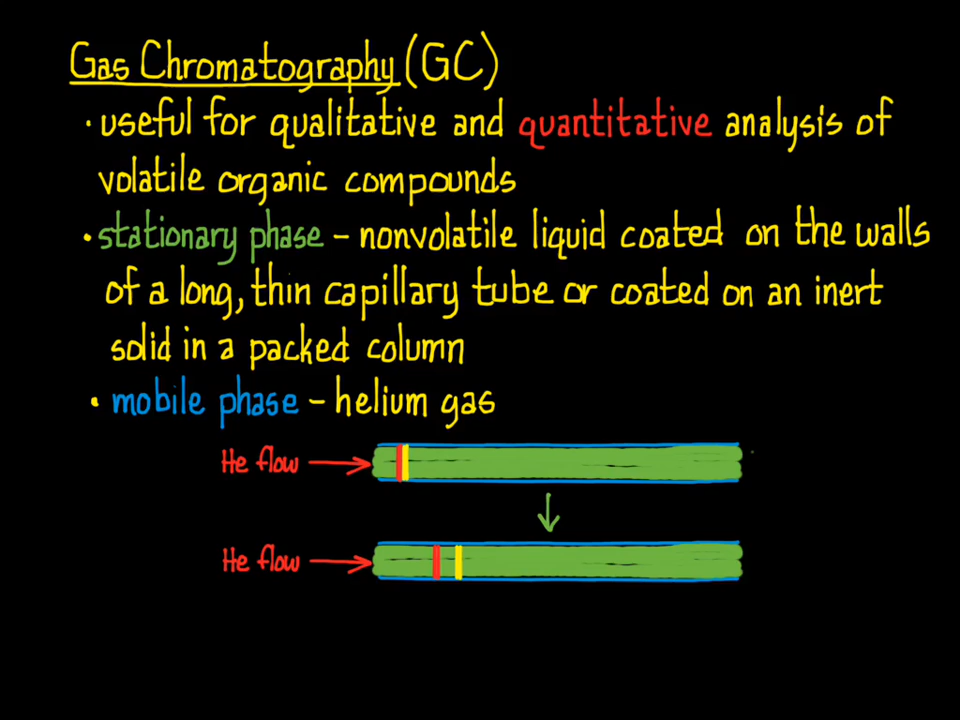 Gas Chromatography (GC)
· useful for qualitative and quantitative analysis of
volatile organic compounds
· stationary phase – nonvolatile liquid coated on the walls
of a long, thin capillary tube or coated on an inert
solid in a packed column
· mobile phase – helium gas
He flow
He flow